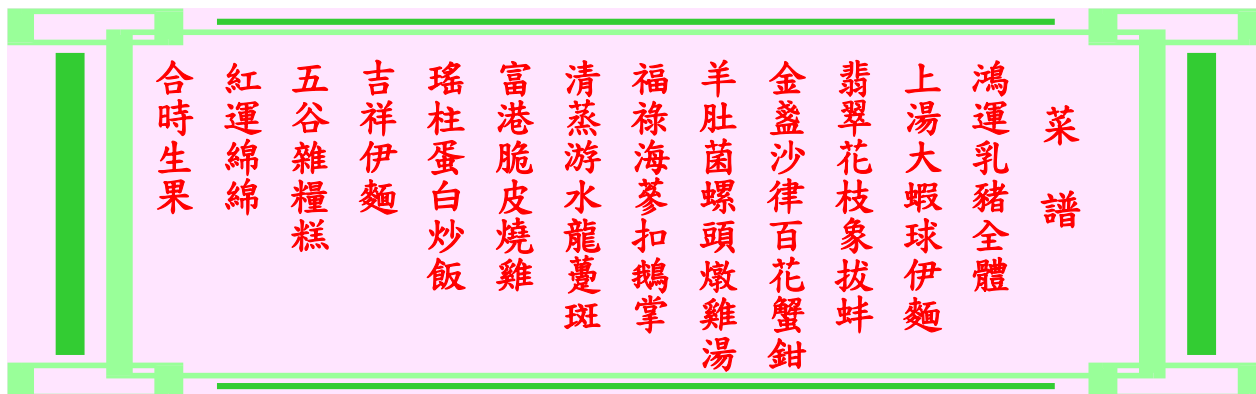 菜譜
鴻運乳豬全體
上湯大蝦球伊麵
翡翠花枝象拔蚌
金盞沙律百花蟹鉗
羊肚菌螺頭燉雞湯
福祿海蔘扣鵝掌
清蒸游水龍躉斑
富港脆皮燒雞
瑤柱蛋白炒飯
吉祥伊麵
五谷雜糧糕
紅運綿綿
合時生果